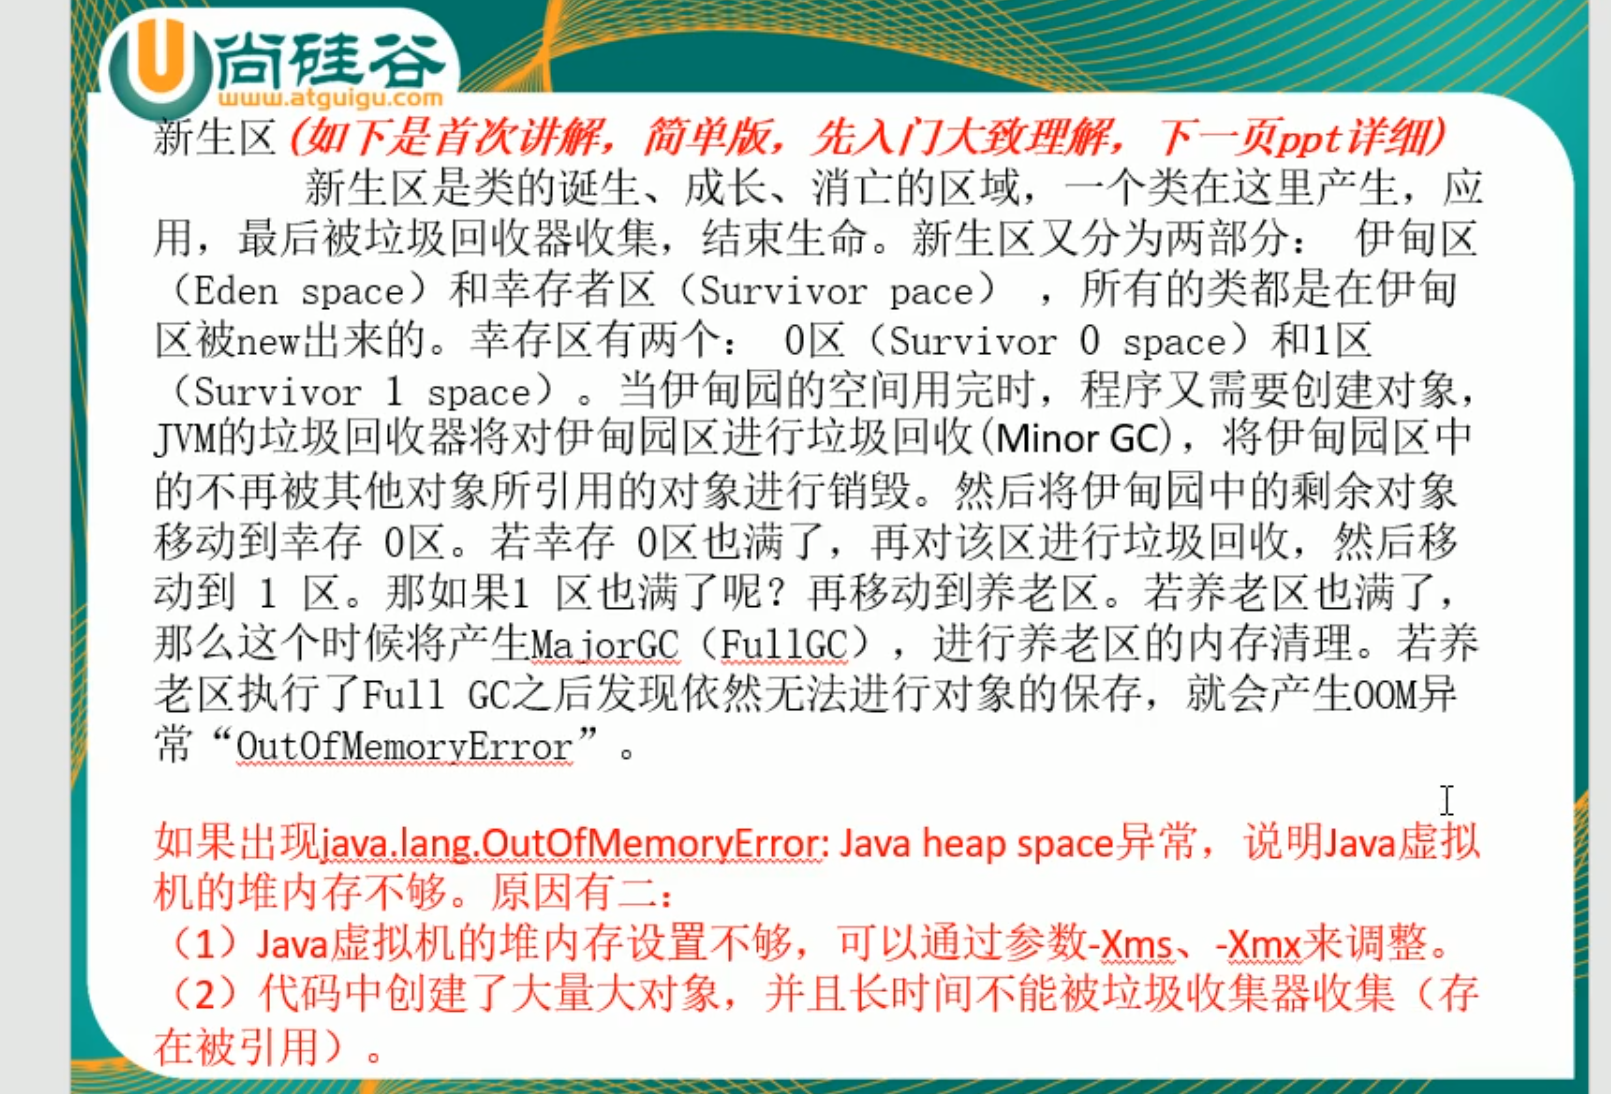 尚硅谷
www.atguigu.com
新生区(如下是首次讲解，简单版，先入门大致理解，下一页ppt详细)
新生区是类的诞生、成长、消亡的区域，一个类在这里产生，应
用，最后被垃圾回收器收集，结束生命。新生区又分为两部分： 伊甸区
（Eden space）和幸存者区（Survivor pace） ，所有的类都是在伊甸
区被new出来的。幸存区有两个： 0区（Survivor 0 space）和1区
（Survivor 1 space）。当伊甸园的空间用完时，程序又需要创建对象，
JVM的垃圾回收器将对伊甸园区进行垃圾回收(Minor GC)，将伊甸园区中
的不再被其他对象所引用的对象进行销毁。然后将伊甸园中的剩余对象
移动到幸存 0区。若幸存 0区也满了，再对该区进行垃圾回收，然后移
动到 1 区。那如果1 区也满了呢？再移动到养老区。若养老区也满了，
那么这个时候将产生MajorGC（FullGC），进行养老区的内存清理。若养
老区执行了Full GC之后发现依然无法进行对象的保存，就会产生OOM异
常“OutOfMemoryError”。
如果出现java.lang.OutOfMemoryError: Java heap space异常，说明Java虚拟
机的堆内存不够。原因有二：
（1）Java虚拟机的堆内存设置不够，可以通过参数-Xms、-Xmx来调整。
（2）代码中创建了大量大对象，并且长时间不能被垃圾收集器收集（存
在被引用）。